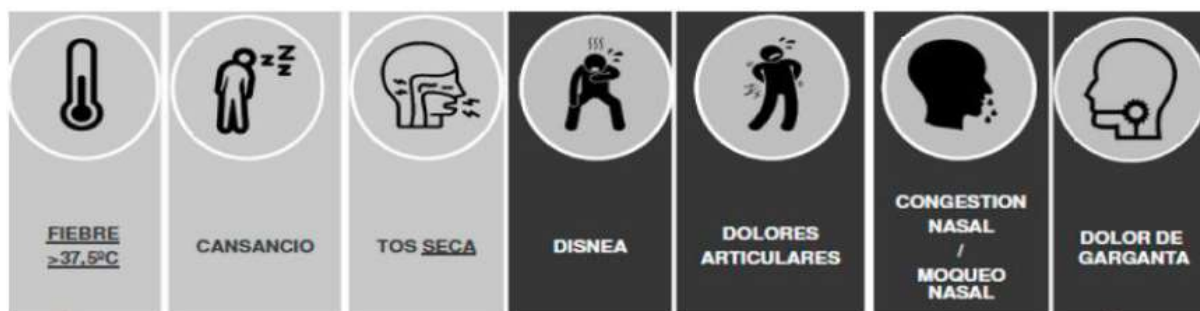 FIEBRE
>37,5ºC
CANSANCIO
TOS SECA
DISNEA
DOLORES
ARTICULARES
CONGESTION
NASAL
/
MOQUEO
NASAL
DOLOR DE
GARGANTA